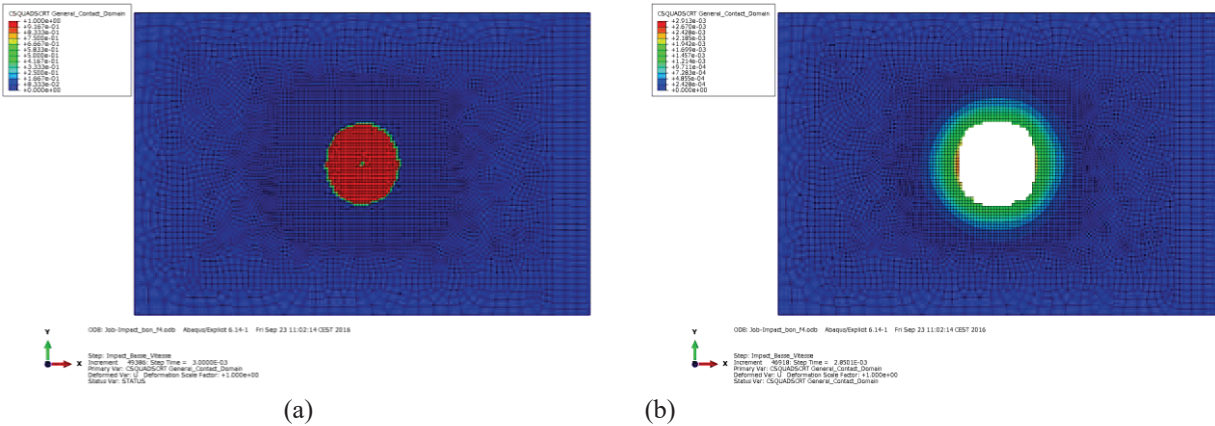 CSQUADSCRT General_Contact_Domain
+1.000e+00
+9.167e-01
+8.333e-01
+7.500e-01
+6.667e-01
+5.833e-01
+5.000e-01
+4.167e-01
+3.333e-01
+2.500e-01
+1.667e-01
+8.333e-02
+0.000e+00
ODB: Job-Impact_bon_f4.odb Abaqus/Explicit 6.14-1 Fri Sep 23 11:02:14 CEST 2016
Y
X
Step: Impact_Basse_Vitesse
Increment 49386: Step Time = 3.0000E-03
Primary Var: CSQUADSCRT General_Contact_Domain
Deformed Var: U Deformation Scale Factor: +1.000e+00
Status Var: STATUS
(a)
CSQUADSCRT General_Contact_Domain
+2.913e-03
+2.670e-03
+2.428e-03
+2.185e-03
+1.942e-03
+1.699e-03
+1.457e-03
+1.214e-03
+9.711e-04
+7.283e-04
+4.855e-04
+2.428e-04
+0.000e+00
ODB: Job-Impact_bon_f4.odb Abaqus/Explicit 6.14-1 Fri Sep 23 11:02:14 CEST 2016
Y
X
Step: Impact_Basse_Vitesse
Increment 46918: Step Time = 2.8501E-03
Primary Var: CSQUADSCRT General_Contact_Domain
Deformed Var: U Deformation Scale Factor: +1.000e+00
Status Var: CSQUADSCRT General_Contact_Domain
(b)